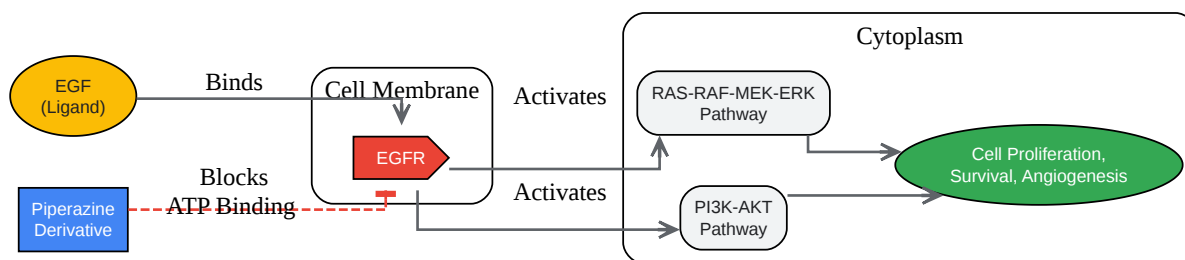 Cytoplasm
EGF
(Ligand)
Binds
Cell Membrane
Activates
RAS-RAF-MEK-ERK
Pathway
EGFR
Cell Proliferation,
Survival, Angiogenesis
Blocks
ATP Binding
Activates
Piperazine
Derivative
PI3K-AKT
Pathway